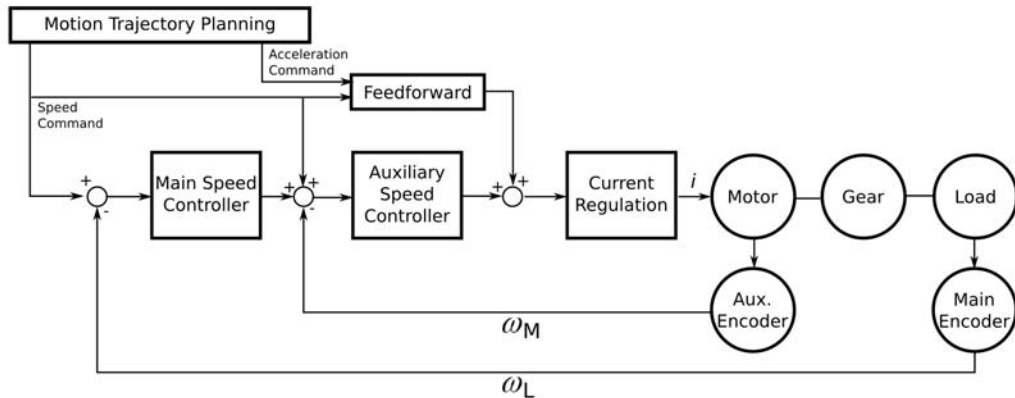 Motion Trajectory Planning
Acceleration
Command
Feedforward
Speed
Command
+
-
Main Speed
Controller
+
+
-
Auxiliary
Speed
Controller
+
+
Current
Regulation
i
Motor
Gear
Load
Aux.
Encoder
Main
Encoder
ωM
ωL